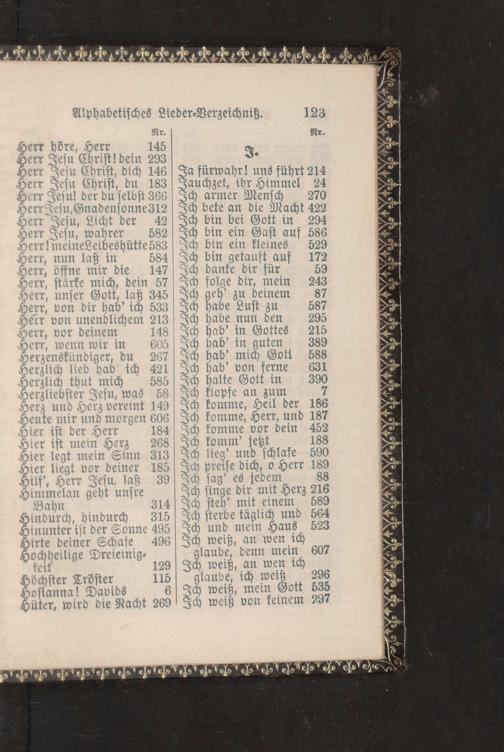 Alphabetisches Lieder-Verzeichniß. 123
Nr.
Herr höre, Herr 145
Herr Jesu Christ! dein 293
Herr Jesu Christ, dich 146
Herr Jesu Christ, du 183
Herr Jesu! der du selbst 366
Herr Jesu, Gnadensonne 312
Herr Jesu, Licht der 42
Herr Jesu, wahrer 582
Herr! meine Leibeshütte 583
Herr, nun laß in 584
Herr, öffne mir die 147
Herr, stärke mich, dein 57
Herr, unser Gott, laß 345
Herr, von dir hab' ich 533
Herr von unendlichem 213
Herr, vor deinem 148
Herr, wenn wir in 605
Herzenskündiger, du 267
Herzlich lieb hab' ich 421
Herzlich thut mich 585
Herzliebster Jesu, was 58
Herz und Herz vereint 149
Heute mir und morgen 606
Hier ist der Herr 184
Hier ist mein Herz 268
Hier legt mein Sinn 313
Hier liegt vor deiner 185
Hilf', Herr Jesu, laß 39
Himmelan geht unsre
Bahn 314
Hindurch, hindurch 315
Hinunter ist der Sonne 495
Hirte deiner Schafe 496
Hochheilige Dreieinig-
keit 129
Höchster Tröster 115
Hosianna! Davids 6
Hüter, wird die Nacht 269
Nr.
J.
Ja fürwahr! uns führt 214
Jauchzet, ihr Himmel 24
Ich armer Mensch 270
Ich bete an die Macht 422
Ich bin bei Gott in 294
Ich bin ein Gast auf 586
Ich bin ein kleines 529
Ich bin getauft auf 172
Ich danke dir für 59
Ich folge dir, mein 243
Ich geh' zu deinem 87
Ich habe Lust zu 587
Ich habe nun den 295
Ich hab' in Gottes 215
Ich hab' in guten 389
Ich hab' mich Gott 588
Ich hab' von ferne 631
Ich halte Gott in 390
Ich klopfe an zum 7
Ich komme, Heil der 186
Ich komme, Herr, und 187
Ich komme vor dein 452
Ich komm' jetzt 188
Ich lieg' und schlafe 590
Ich preise dich, o Herr 189
Ich sag' es jedem 88
Ich singe dir mit Herz 216
Ich steh' mit einem 589
Ich sterbe täglich und 564
Ich und mein Haus 523
Ich weiß, an wen ich
glaube, denn mein 607
Ich weiß, an wen ich
glaube, ich weiß 296
Ich weiß, mein Gott 535
Ich weiß von keinem 297